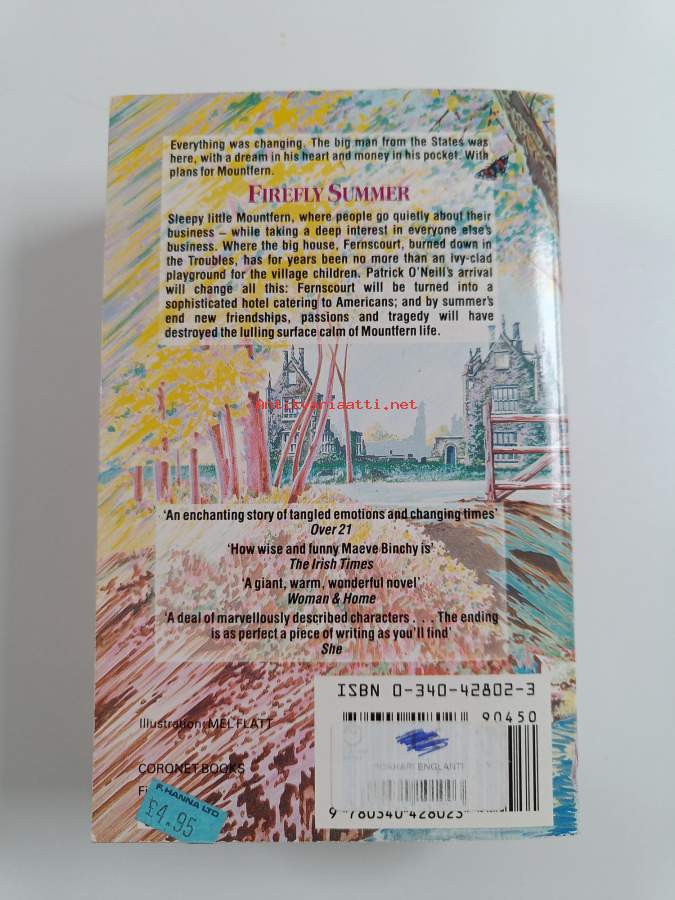 Everything was changing. The big man from the States was
here, with a dream in his heart and money in his pocket. With
plans for Mountfern.
FIREFLY SUMMER
Sleepy little Mountfern, where people go quietly about their
business – while taking a deep interest in everyone else's
business. Where the big house, Fernscourt, burned down in
the Troubles, has for years been no more than an ivy-clad
playground for the village children. Patrick O'Neill's arrival
will change all this: Fernscourt will be turned into a
sophisticated hotel catering to Americans; and by summer's
end new friendships, passions and tragedy will have
destroyed the lulling surface calm of Mountfern life.
Antikvariaatti.net
'An enchanting story of tangled emotions and changing times'
Over 21
'How wise and funny Maeve Binchy is'
The Irish Times
'A giant, warm, wonderful novel'
Woman & Home
'A deal of marvellously described characters . . . The ending
is as perfect a piece of writing as you'll find'
She
ISBN 0-340-42802-3
90450
ENGLANTI
9 780340 428023
Illustration: MEL FLATT
CORONET BOOKS
F. HANNA LTD
£4.95